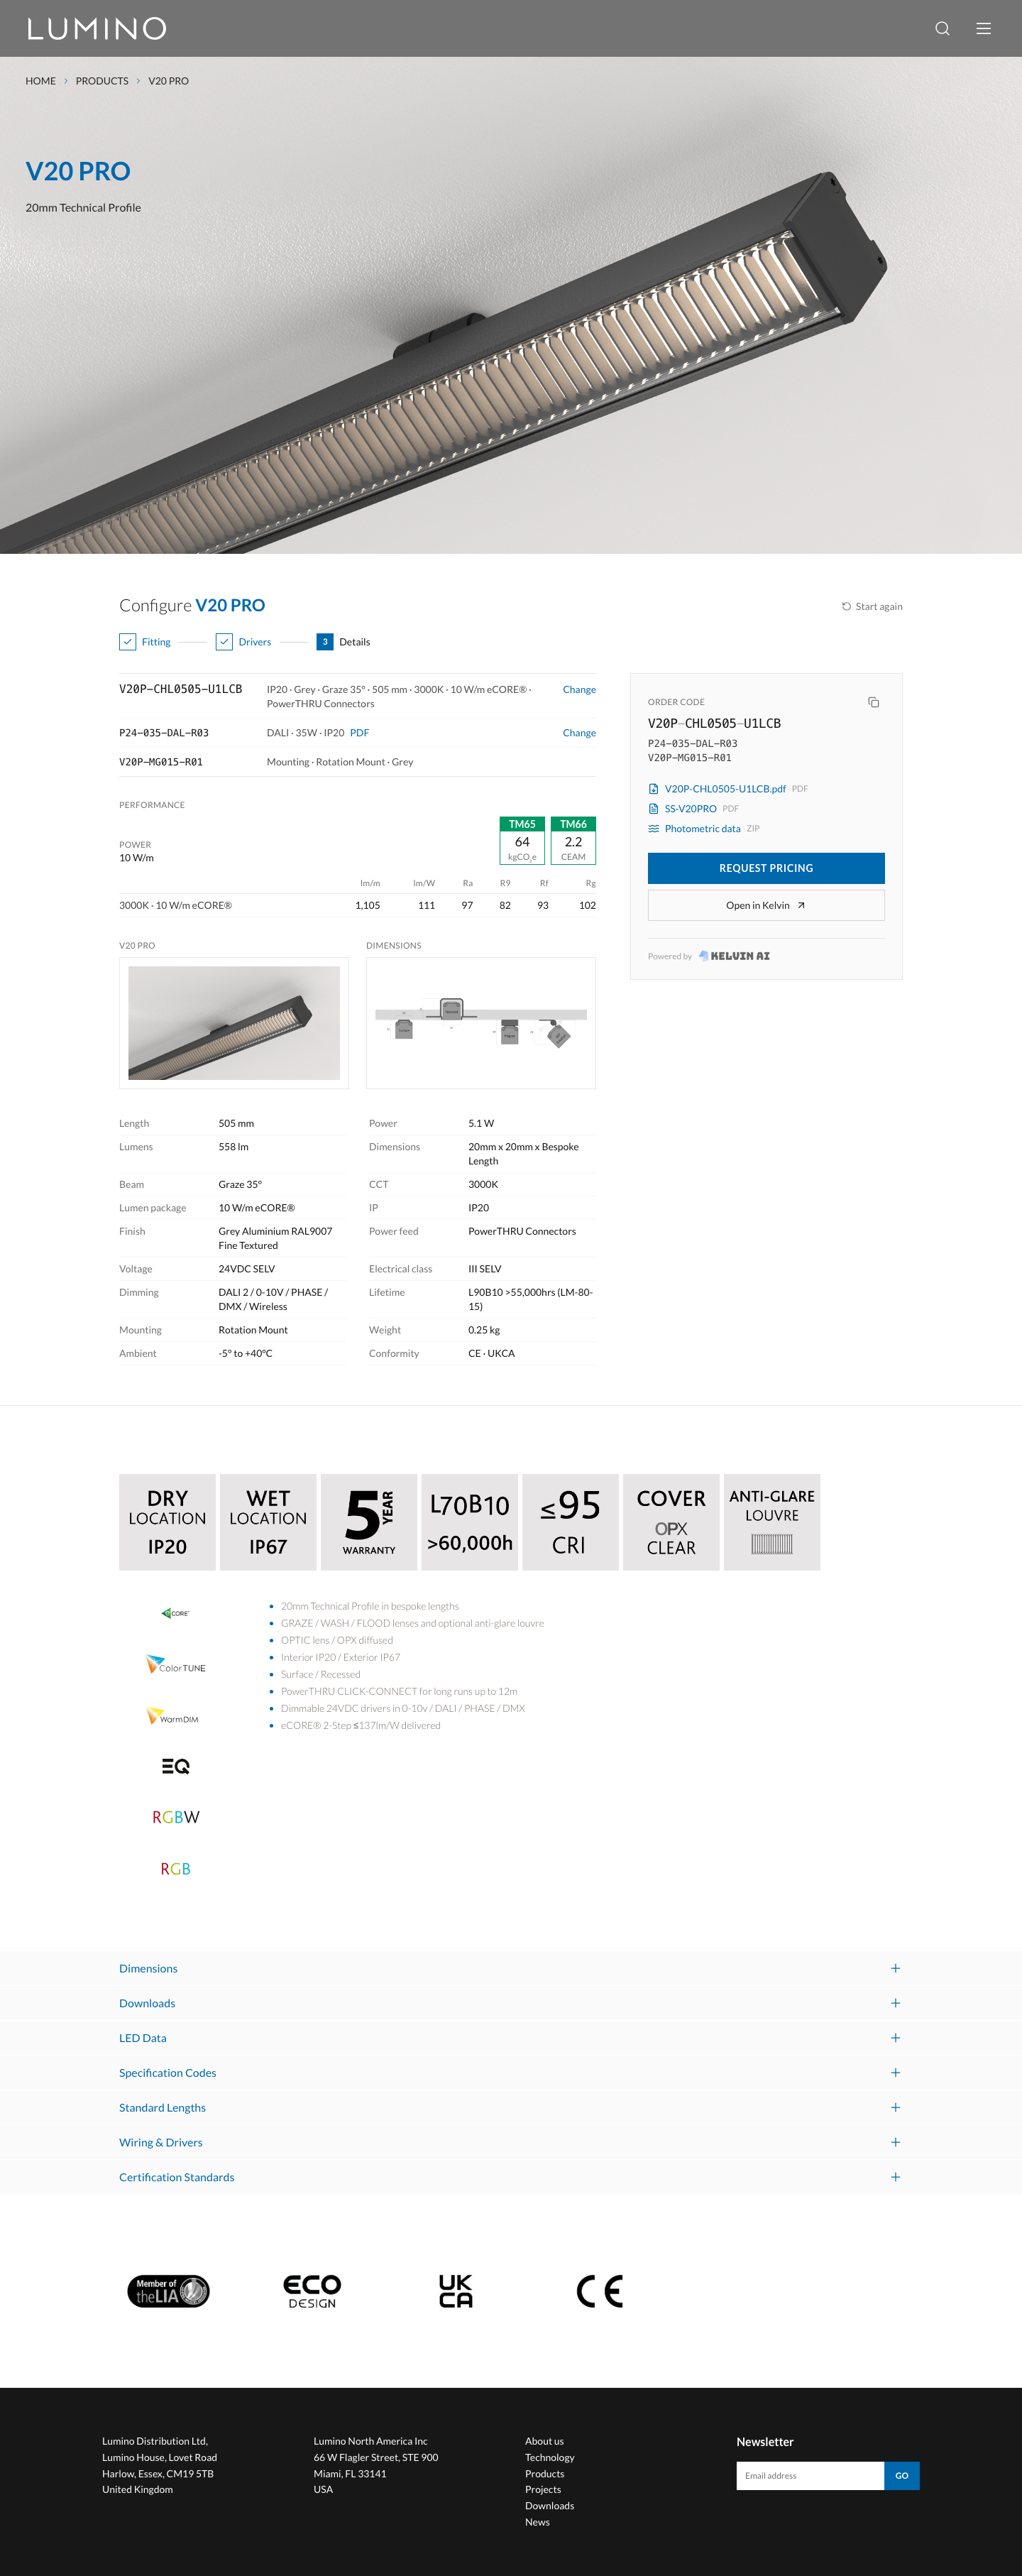 LUMINO
HOME > PRODUCTS > V20 PRO
V20 PRO
20mm Technical Profile
Configure V20 PRO
Start again
Fitting
Drivers
3 Details
V20P-CHL0505-U1LCB
IP20 · Grey · Graze 35° · 505 mm · 3000K · 10 W/m eCORE® ·
PowerTHRU Connectors
Change
P24-035-DAL-R03
DALI · 35W · IP20 PDF
Change
V20P-MG015-R01
Mounting · Rotation Mount · Grey
ORDER CODE
V20P-CHL0505-U1LCB
P24-035-DAL-R03
V20P-MG015-R01
V20P-CHL0505-U1LCB.pdf PDF
SS-V20PRO PDF
Photometric data ZIP
REQUEST PRICING
Open in Kelvin
Powered by KELVIN AI
PERFORMANCE
POWER
10 W/m
TM65
64
kgCO₂e
TM66
2.2
CEAM
lm/m lm/W Ra R9 Rf Rg
3000K · 10 W/m eCORE® 1,105 111 97 82 93 102
V20 PRO
DIMENSIONS
Length 505 mm
Power 5.1 W
Lumens 558 lm
Dimensions 20mm x 20mm x Bespoke
Length
Beam Graze 35°
CCT 3000K
Lumen package 10 W/m eCORE®
IP IP20
Finish Grey Aluminium RAL9007
Fine Textured
Power feed PowerTHRU Connectors
Voltage 24VDC SELV
Electrical class III SELV
Dimming DALI 2 / 0-10V / PHASE /
DMX / Wireless
Lifetime L90B10 >55,000hrs (LM-80-
15)
Mounting Rotation Mount
Weight 0.25 kg
Ambient -5° to +40°C
Conformity CE · UKCA
DRY
LOCATION
IP20
WET
LOCATION
IP67
5 YEAR
WARRANTY
L70B10
>60,000h
≤95
CRI
COVER
OPX
CLEAR
ANTI-GLARE
LOUVRE
eCORE®
ColorTUNE
WarmDIM
EQ
RGBW
RGB
20mm Technical Profile in bespoke lengths
GRAZE / WASH / FLOOD lenses and optional anti-glare louvre
OPTIC lens / OPX diffused
Interior IP20 / Exterior IP67
Surface / Recessed
PowerTHRU CLICK-CONNECT for long runs up to 12m
Dimmable 24VDC drivers in 0-10v / DALI / PHASE / DMX
eCORE® 2-Step ≤137lm/W delivered
Dimensions
Downloads
LED Data
Specification Codes
Standard Lengths
Wiring & Drivers
Certification Standards
Member of
theLIA
ECO
DESIGN
UK
CA
CE
Lumino Distribution Ltd,
Lumino House, Lovet Road
Harlow, Essex, CM19 5TB
United Kingdom
Lumino North America Inc
66 W Flagler Street, STE 900
Miami, FL 33141
USA
About us
Technology
Products
Projects
Downloads
News
Newsletter
Email address
GO